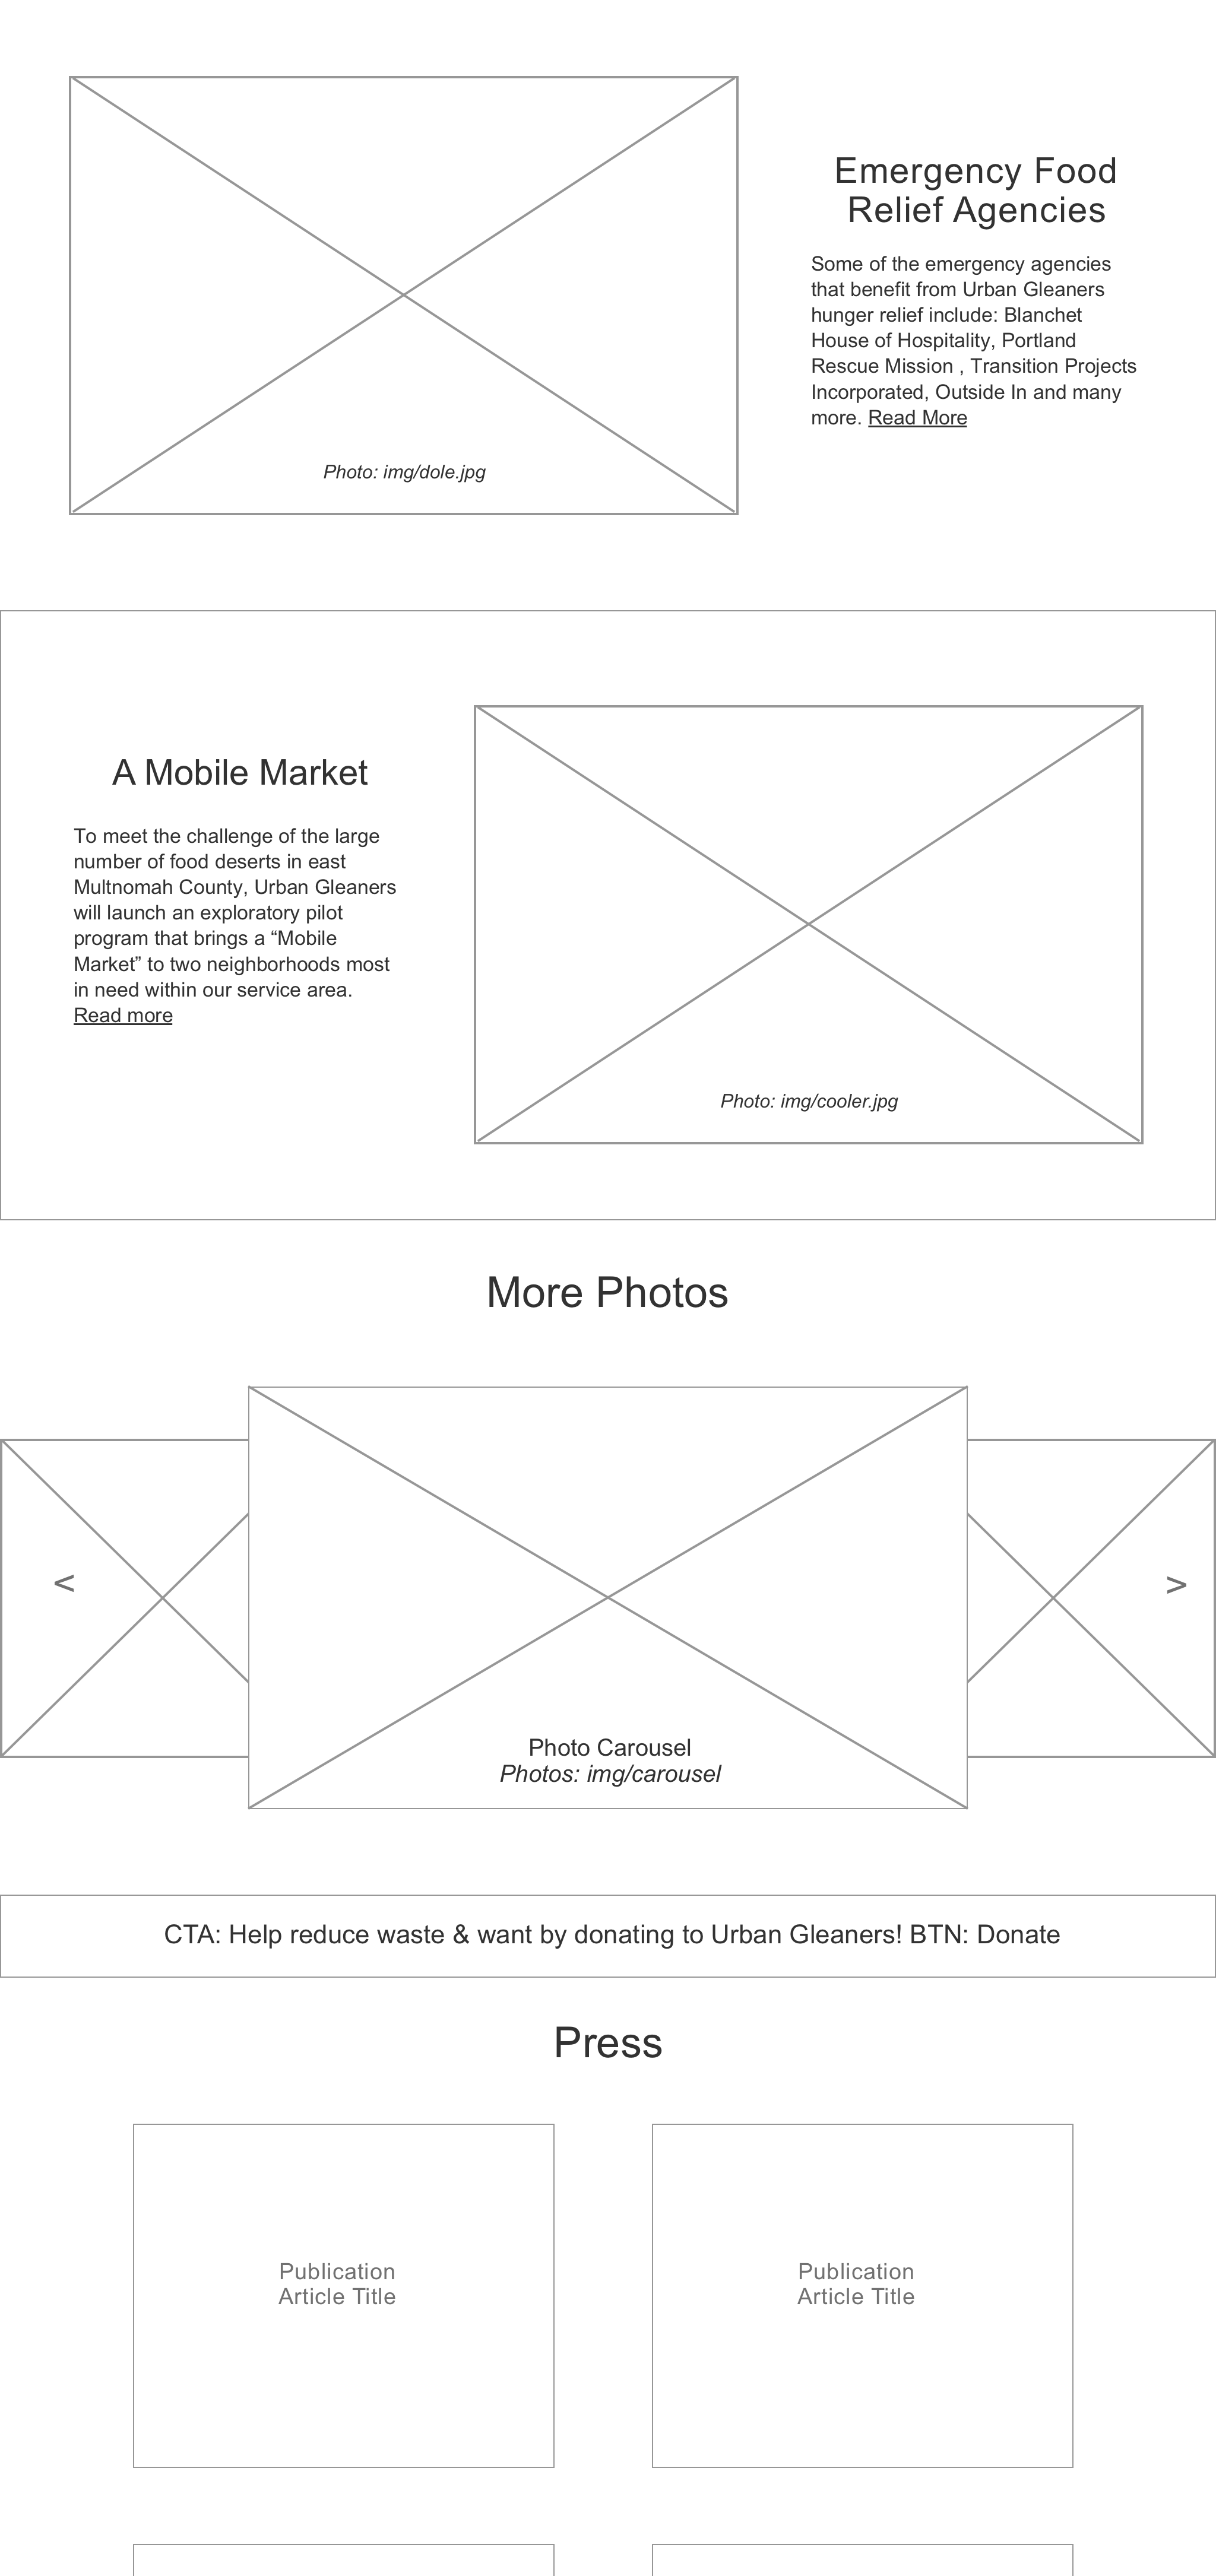 Emergency Food
Relief Agencies
Some of the emergency agencies
that benefit from Urban Gleaners
hunger relief include: Blanchet
House of Hospitality, Portland
Rescue Mission , Transition Projects
Incorporated, Outside In and many
more. Read More
Photo: img/dole.jpg
A Mobile Market
To meet the challenge of the large
number of food deserts in east
Multnomah County, Urban Gleaners
will launch an exploratory pilot
program that brings a “Mobile
Market” to two neighborhoods most
in need within our service area.
Read more
Photo: img/cooler.jpg
More Photos
<
>
Photo Carousel
Photos: img/carousel
CTA: Help reduce waste & want by donating to Urban Gleaners! BTN: Donate
Press
Publication
Article Title
Publication
Article Title